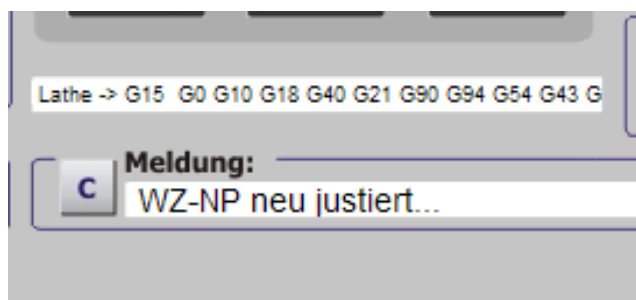 Lathe -> G15 G0 G10 G18 G40 G21 G90 G94 G54 G43 G
Meldung:
C
WZ-NP neu justiert...